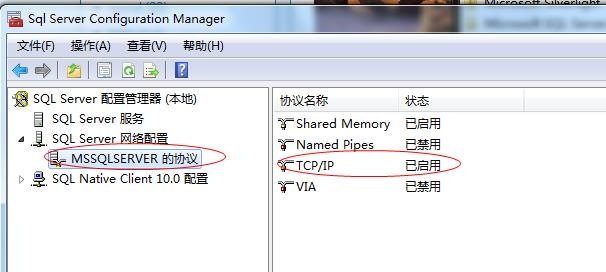 Microsoft Silverlight
Sql Server Configuration Manager
文件(F) 操作(A) 查看(V) 帮助(H)
SQL Server 配置管理器 (本地)
SQL Server 服务
SQL Server 网络配置
MSSQLSERVER 的协议
SQL Native Client 10.0 配置
协议名称 状态
Shared Memory 已启用
Named Pipes 已禁用
TCP/IP 已启用
VIA 已禁用